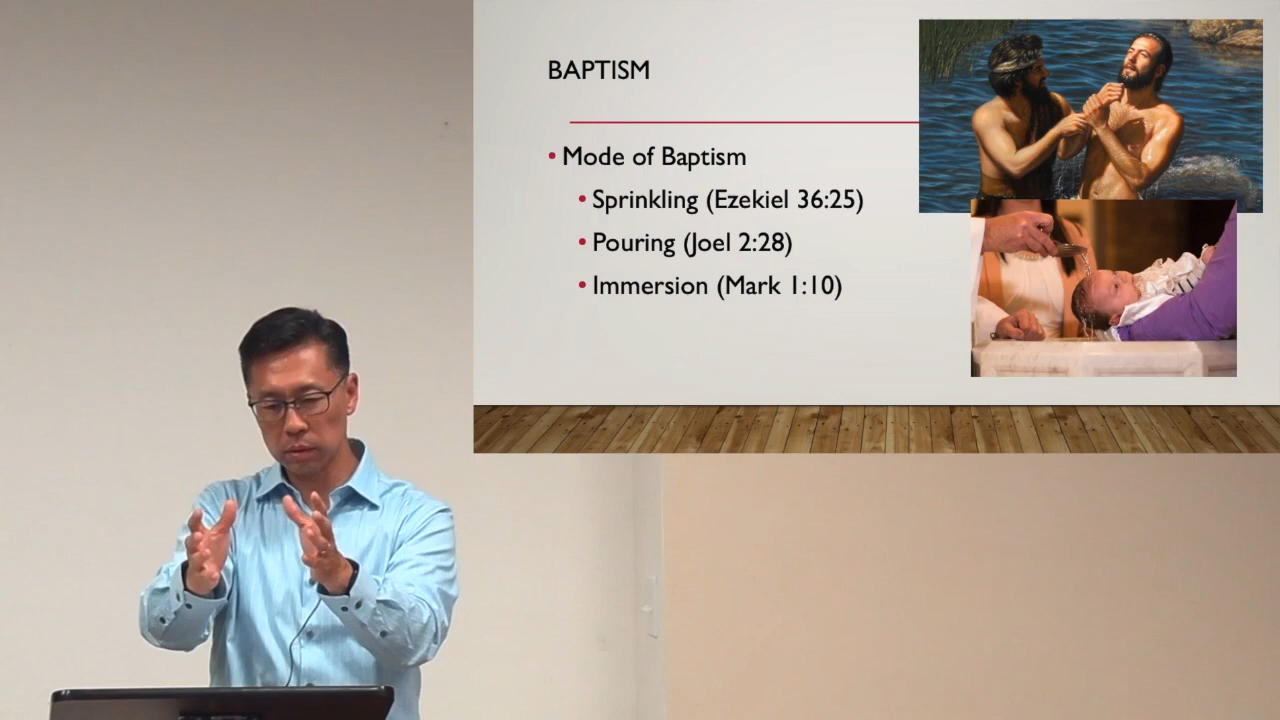 BAPTISM
• Mode of Baptism
• Sprinkling (Ezekiel 36:25)
• Pouring (Joel 2:28)
• Immersion (Mark 1:10)